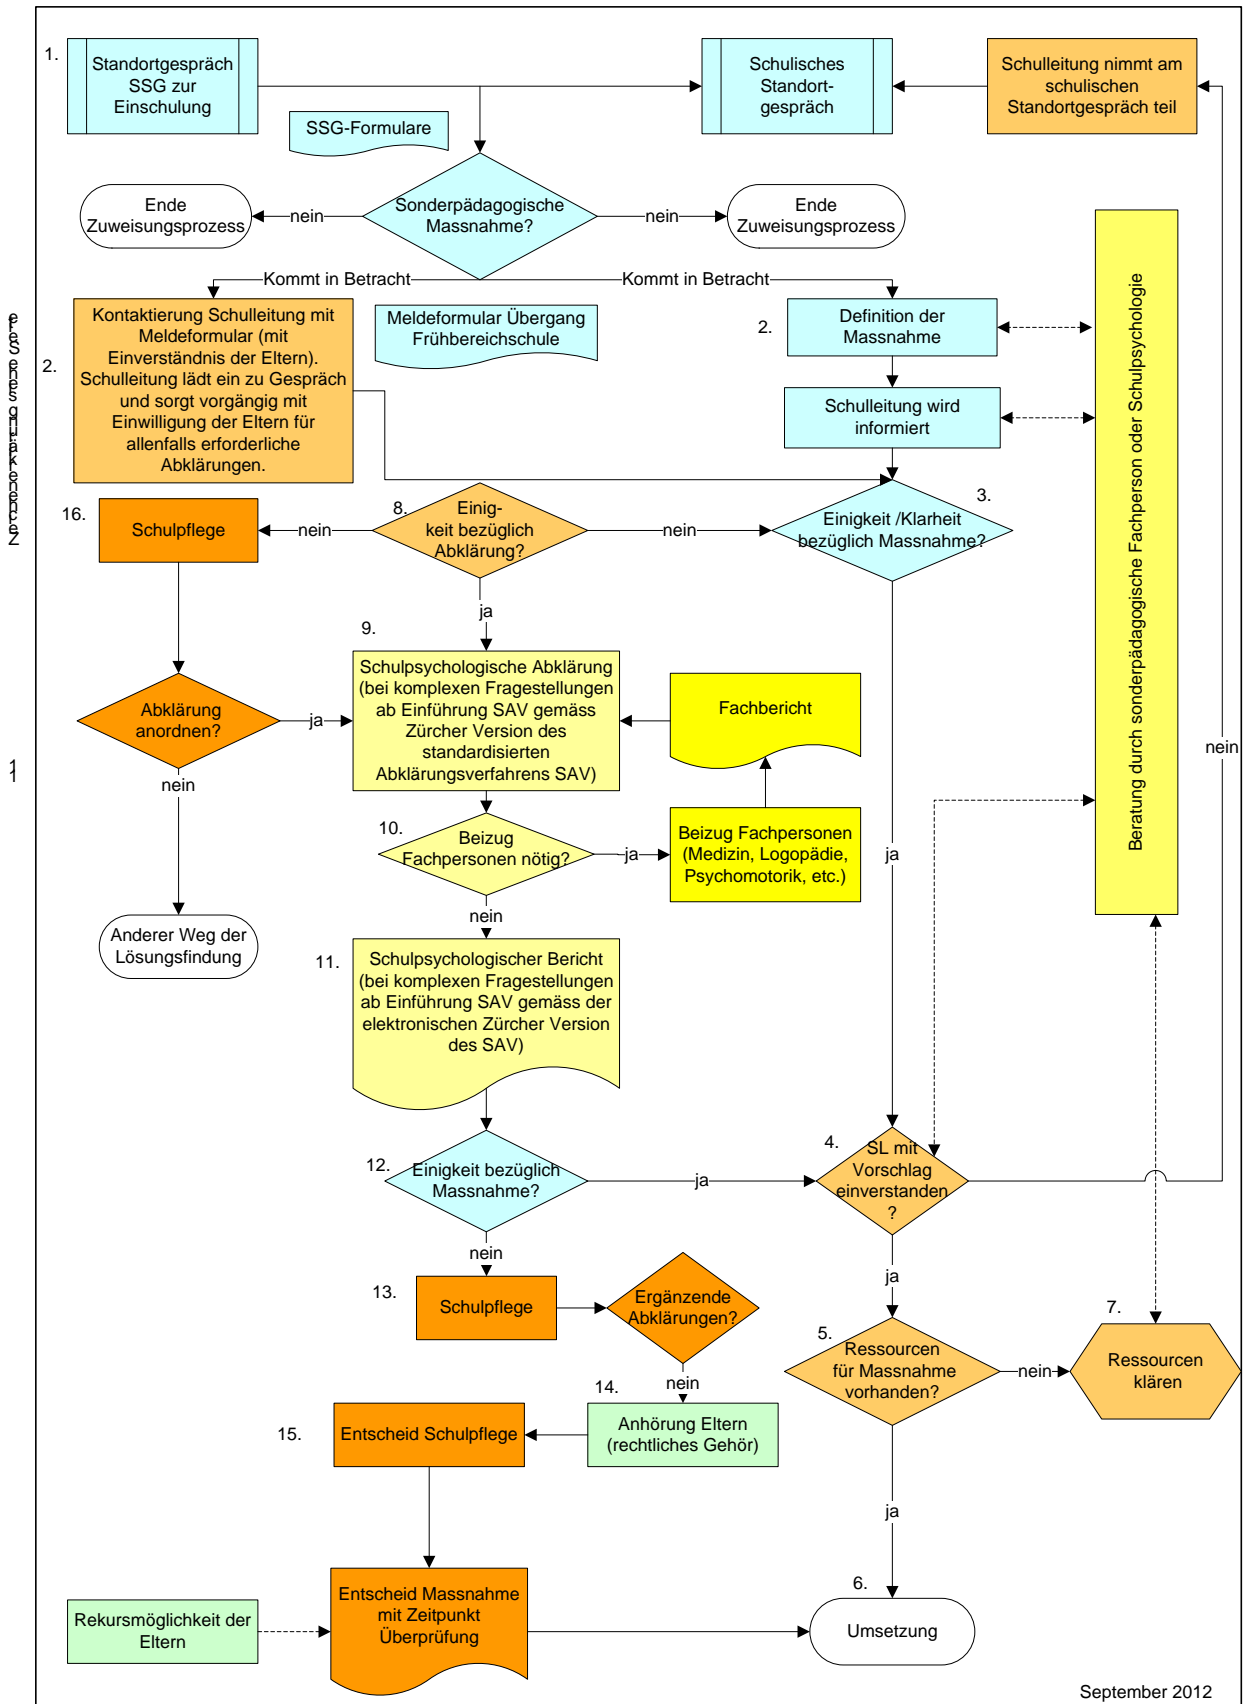 1.
Standortgespräch
SSG zur
Einschulung
Schulisches
Standort-
gespräch
Schulleitung nimmt am
schulischen
Standortgespräch teil
SSG-Formulare
Ende
Zuweisungsprozess
nein
Sonderpädagogische
Massnahme?
nein
Ende
Zuweisungsprozess
Kommt in Betracht
Kommt in Betracht
2.
Kontaktierung Schulleitung mit
Meldeformular (mit
Einverständnis der Eltern).
Schulleitung lädt ein zu Gespräch
und sorgt vorgängig mit
Einwilligung der Eltern für
allenfalls erforderliche
Abklärungen.
Meldeformular Übergang
Frühbereichschule
2.
Definition der
Massnahme
Schulleitung wird
informiert
Beratung durch sonderpädagogische Fachperson oder Schulpsychologie
16.
Schulpflege
nein
8.
Einig-
keit bezüglich
Abklärung?
nein
3.
Einigkeit /Klarheit
bezüglich Massnahme?
ja
9.
Schulpsychologische Abklärung
(bei komplexen Fragestellungen
ab Einführung SAV gemäss
Zürcher Version des
standardisierten
Abklärungsverfahrens SAV)
Fachbericht
Abklärung
anordnen?
ja
nein
nein
10.
Beizug
Fachpersonen nötig?
ja
Beizug Fachpersonen
(Medizin, Logopädie,
Psychomotorik, etc.)
ja
nein
Anderer Weg der
Lösungsfindung
11.
Schulpsychologischer Bericht
(bei komplexen Fragestellungen
ab Einführung SAV gemäss der
elektronischen Zürcher Version
des SAV)
12.
Einigkeit bezüglich
Massnahme?
ja
4.
SL mit
Vorschlag
einverstanden
?
nein
13.
Schulpflege
Ergänzende
Abklärungen?
ja
5.
Ressourcen
für Massnahme
vorhanden?
nein
7.
Ressourcen
klären
nein
14.
Anhörung Eltern
(rechtliches Gehör)
15.
Entscheid Schulpflege
ja
Rekursmöglichkeit der
Eltern
Entscheid Massnahme
mit Zeitpunkt
Überprüfung
6.
Umsetzung
September 2012